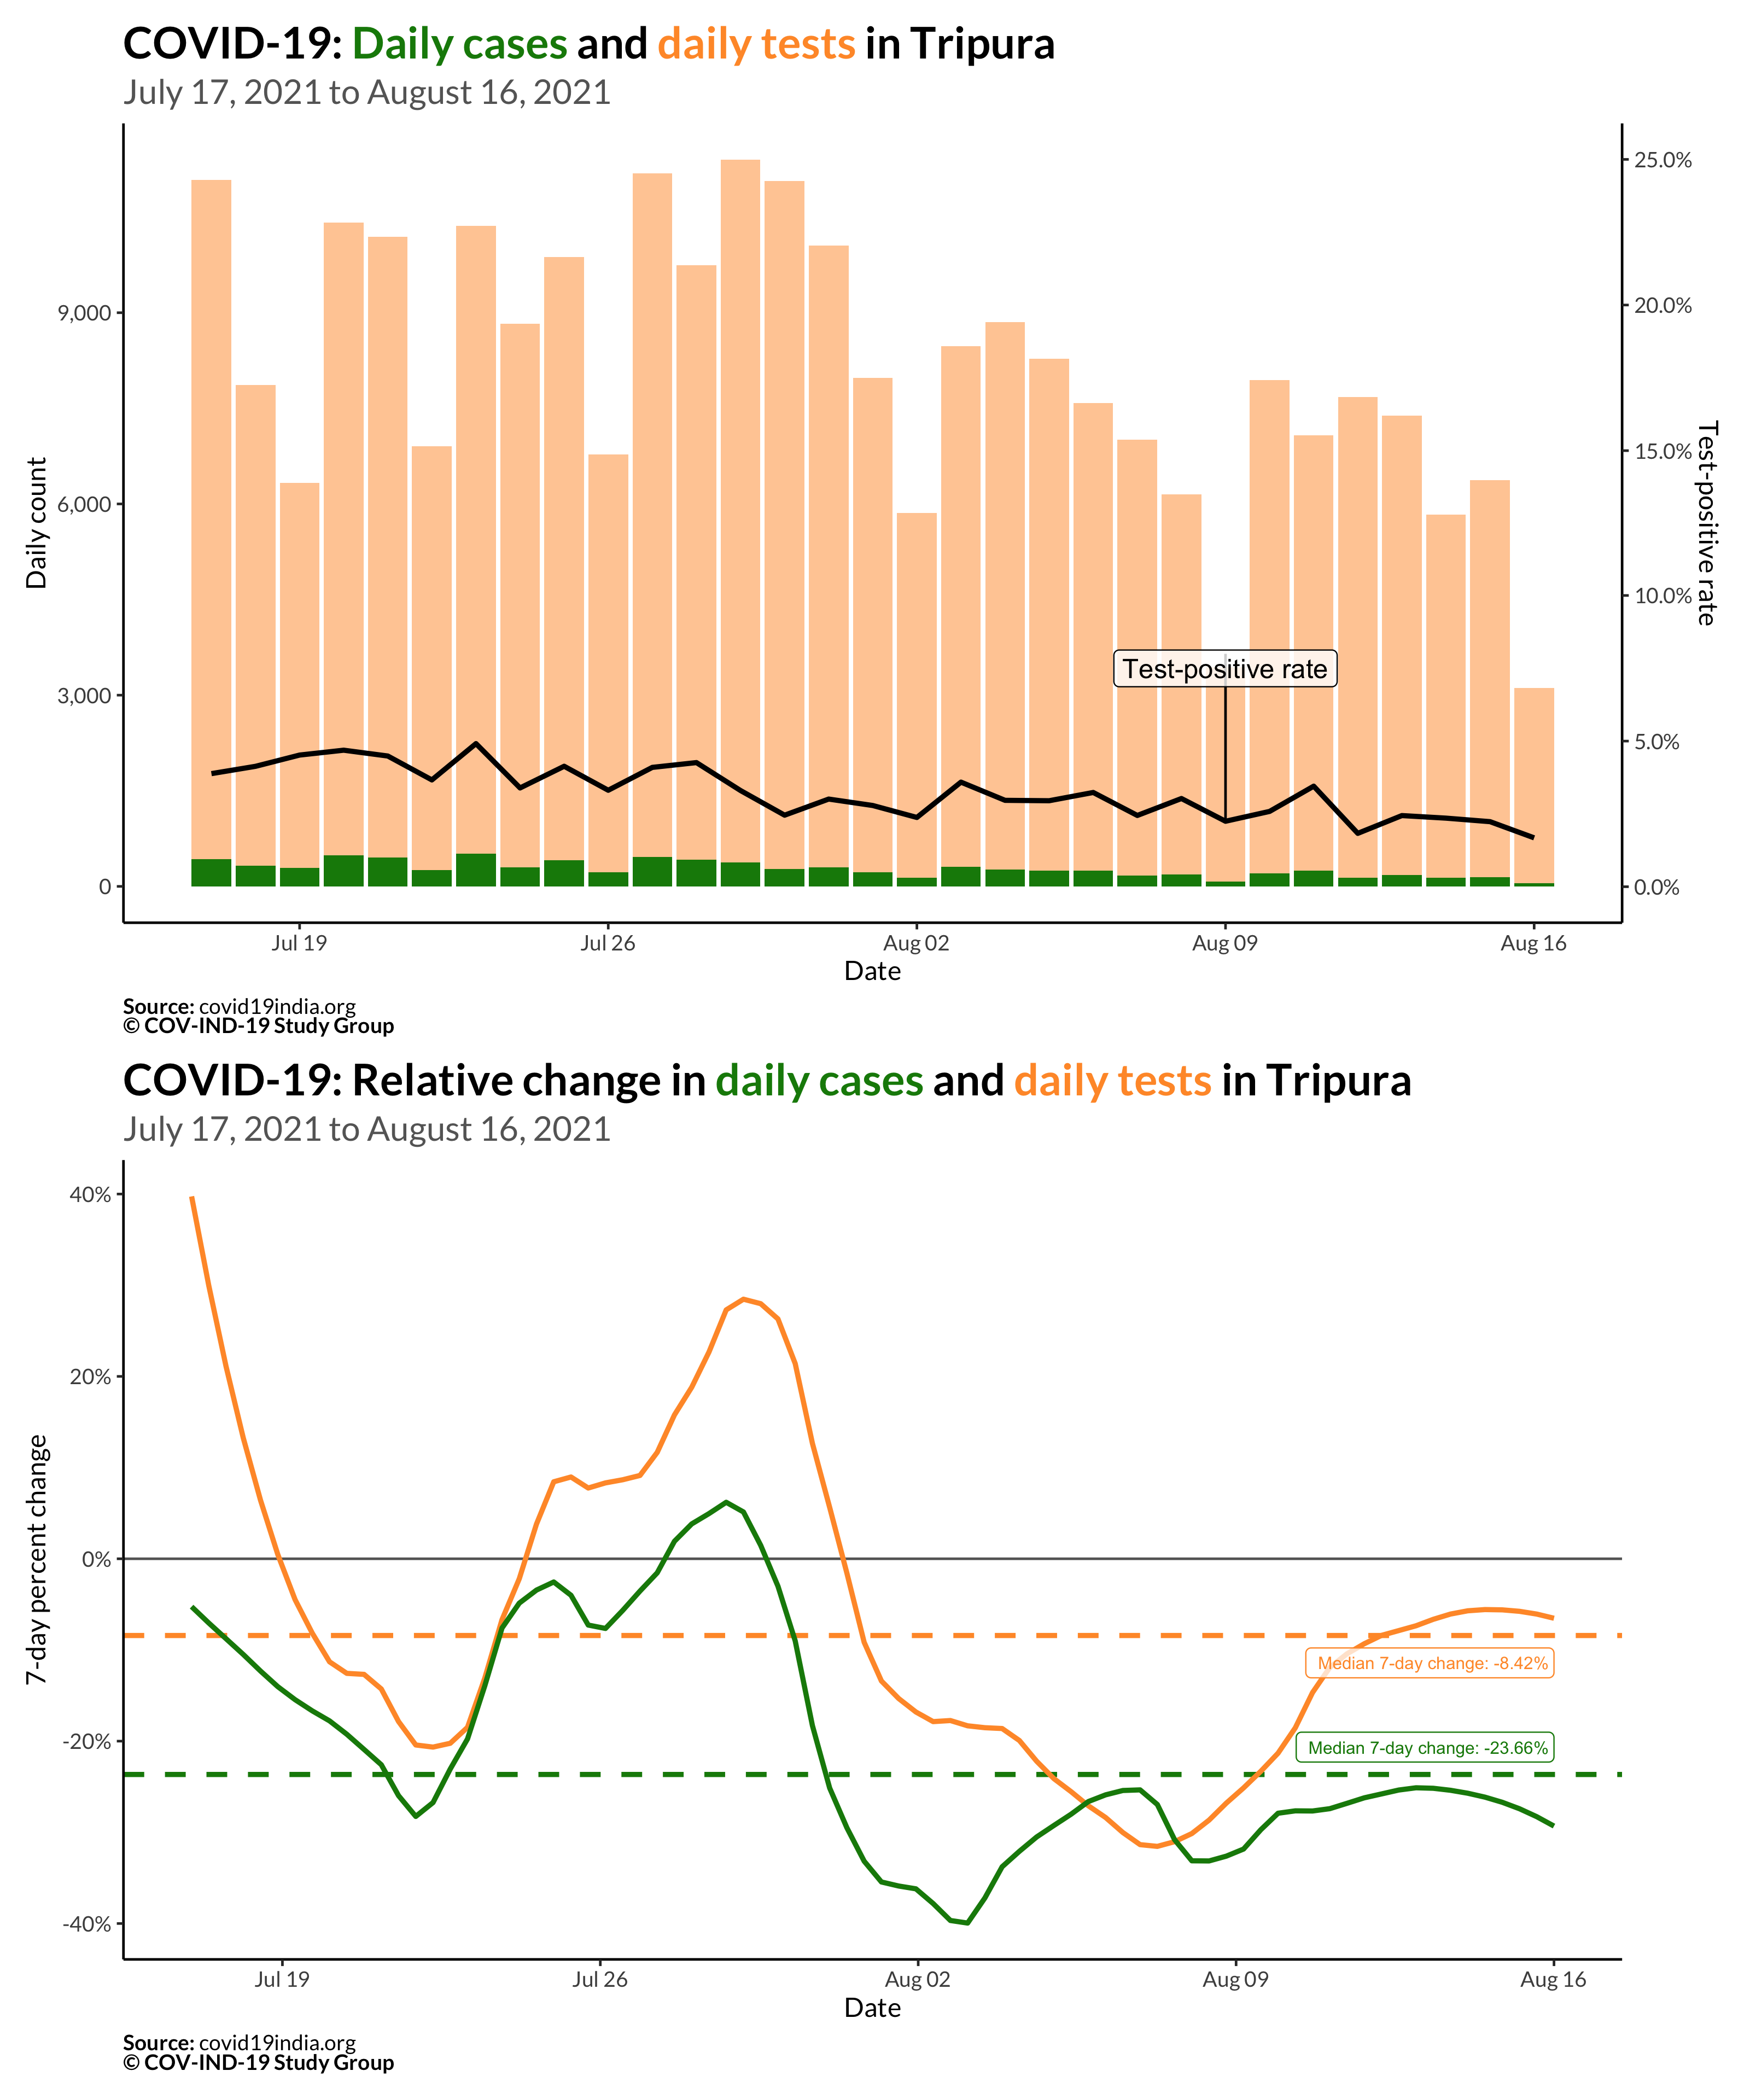 COVID-19: Daily cases and daily tests in Tripura
July 17, 2021 to August 16, 2021
25.0%
20.0%
15.0%
10.0%
5.0%
0.0%
Test-positive rate
9,000
6,000
3,000
0
Daily count
Test-positive rate
Jul 19
Jul 26
Aug 02
Aug 09
Aug 16
Date
Source: covid19india.org
© COV-IND-19 Study Group
COVID-19: Relative change in daily cases and daily tests in Tripura
July 17, 2021 to August 16, 2021
40%
20%
0%
-20%
-40%
7-day percent change
Median 7-day change: -8.42%
Median 7-day change: -23.66%
Jul 19
Jul 26
Aug 02
Aug 09
Aug 16
Date
Source: covid19india.org
© COV-IND-19 Study Group